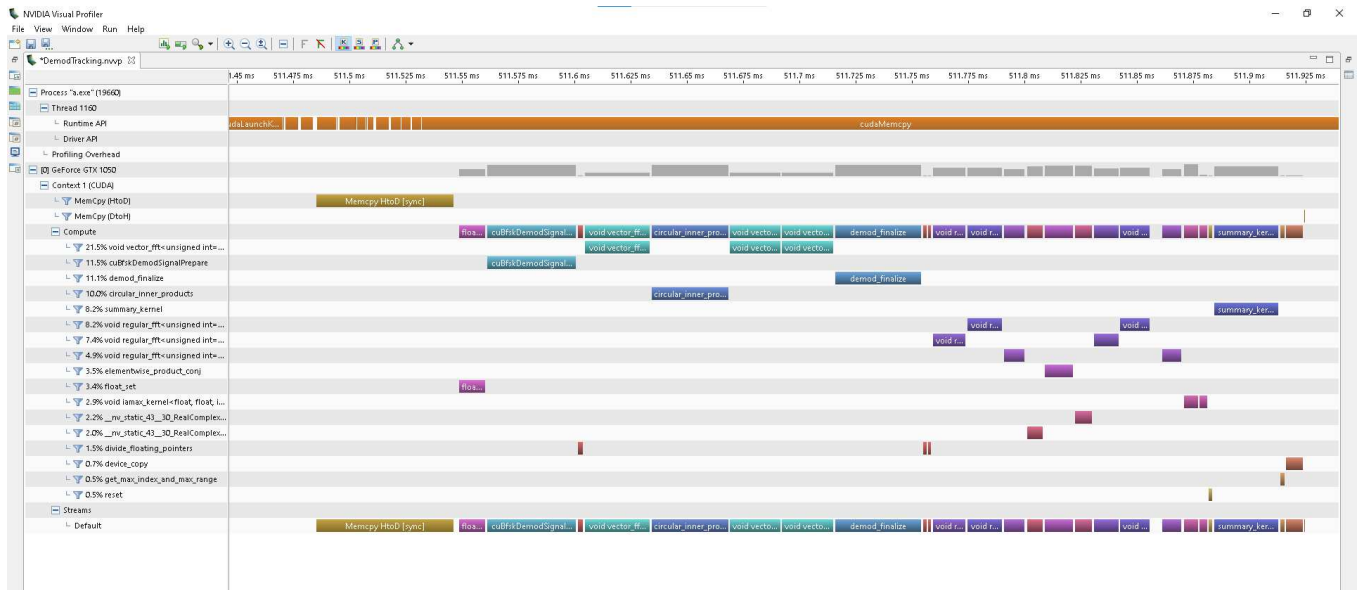 NVIDIA Visual Profiler
File View Window Run Help
*DemodTracking.nvvp
1.45 ms 511.475 ms 511.5 ms 511.525 ms 511.55 ms 511.575 ms 511.6 ms 511.625 ms 511.65 ms 511.675 ms 511.7 ms 511.725 ms 511.75 ms 511.775 ms 511.8 ms 511.825 ms 511.85 ms 511.875 ms 511.9 ms 511.925 ms
Process "a.exe" (19660)
Thread 1160
Runtime API udaLaunchK... cudaMemcpy
Driver API
Profiling Overhead
[0] GeForce GTX 1050
Context 1 (CUDA)
MemCpy (HtoD) Memcpy HtoD [sync]
MemCpy (DtoH)
Compute floa... cuBfskDemodSignal... void vector_ff... circular_inner_pro... void vecto... void vecto... demod_finalize void r... void r... void ... summary_ker...
21.5% void vector_fft<unsigned int=... void vector_ff... void vecto... void vecto...
11.5% cuBfskDemodSignalPrepare cuBfskDemodSignal...
11.1% demod_finalize demod_finalize
10.0% circular_inner_products circular_inner_pro...
8.2% summary_kernel summary_ker...
8.2% void regular_fft<unsigned int=... void r... void ...
7.4% void regular_fft<unsigned int=... void r...
4.9% void regular_fft<unsigned int=...
3.5% elementwise_product_conj
3.4% float_set floa...
2.9% void iamax_kernel<float, float, i...
2.2% __nv_static_43__30_RealComplex...
2.0% __nv_static_43__30_RealComplex...
1.5% divide_floating_pointers
0.7% device_copy
0.5% get_max_index_and_max_range
0.5% reset
Streams
Default Memcpy HtoD [sync] floa... cuBfskDemodSignal... void vector_ff... circular_inner_pro... void vecto... void vecto... demod_finalize void r... void r... void ... summary_ker...